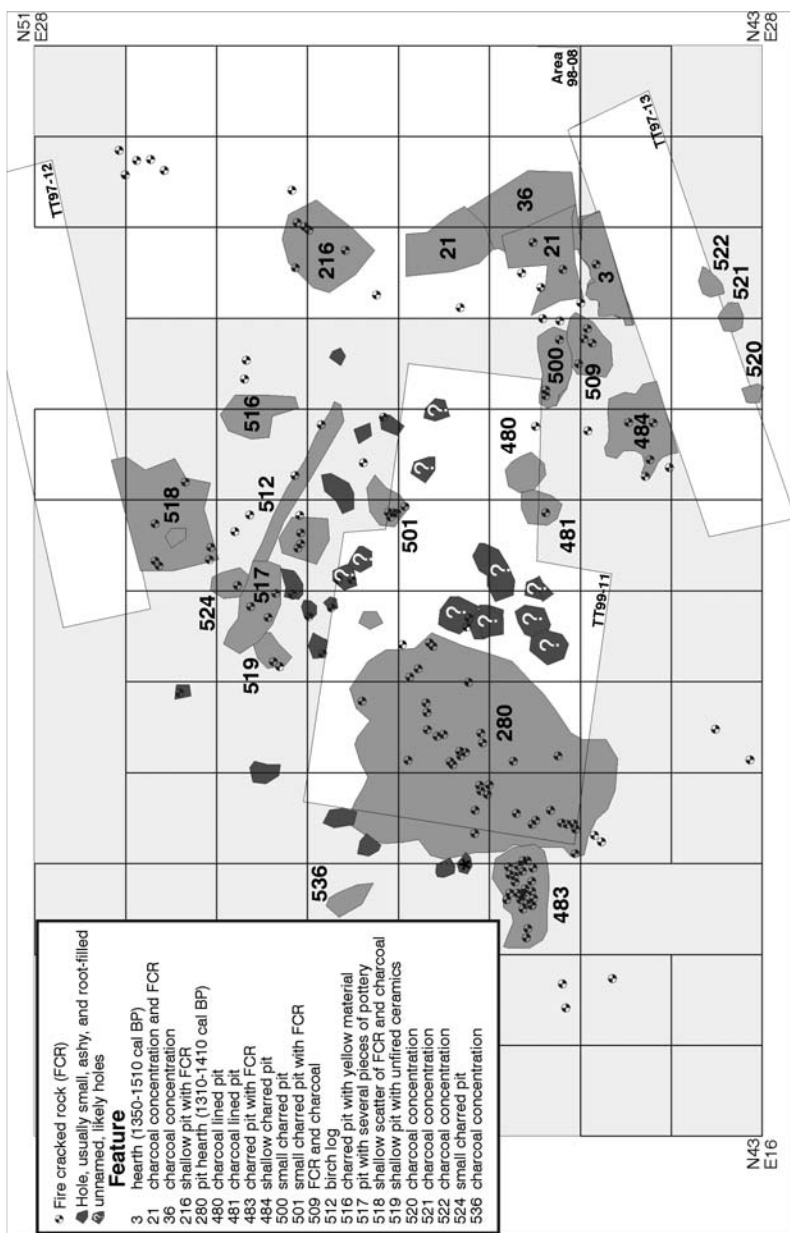 Fire cracked rock (FCR)
Hole, usually small, ashy, and root-filled
? unnamed, likely holes
Feature
3 hearth (1350-1510 cal BP)
21 charcoal concentration and FCR
36 charcoal concentration
216 shallow pit with FCR
280 pit hearth (1310-1410 cal BP)
480 charcoal lined pit
481 charcoal lined pit
483 charred pit with FCR
484 shallow charred pit
500 small charred pit
501 small charred pit with FCR
509 FCR and charcoal
512 birch log
516 charred pit with yellow material
517 pit with several pieces of pottery
518 shallow scatter of FCR and charcoal
519 shallow pit with unfired ceramics
520 charcoal concentration
521 charcoal concentration
522 charcoal concentration
524 small charred pit
536 charcoal concentration
N51
E28
N43
E28
N43
E16
TT97-12
TT97-13
TT99-11
Area
98-08
36
21
21
3
216
522
521
520
500
509
516
484
480
481
518
512
501
517
524
519
280
536
483
?
?
?
?
?
?
?
?
?
?
*